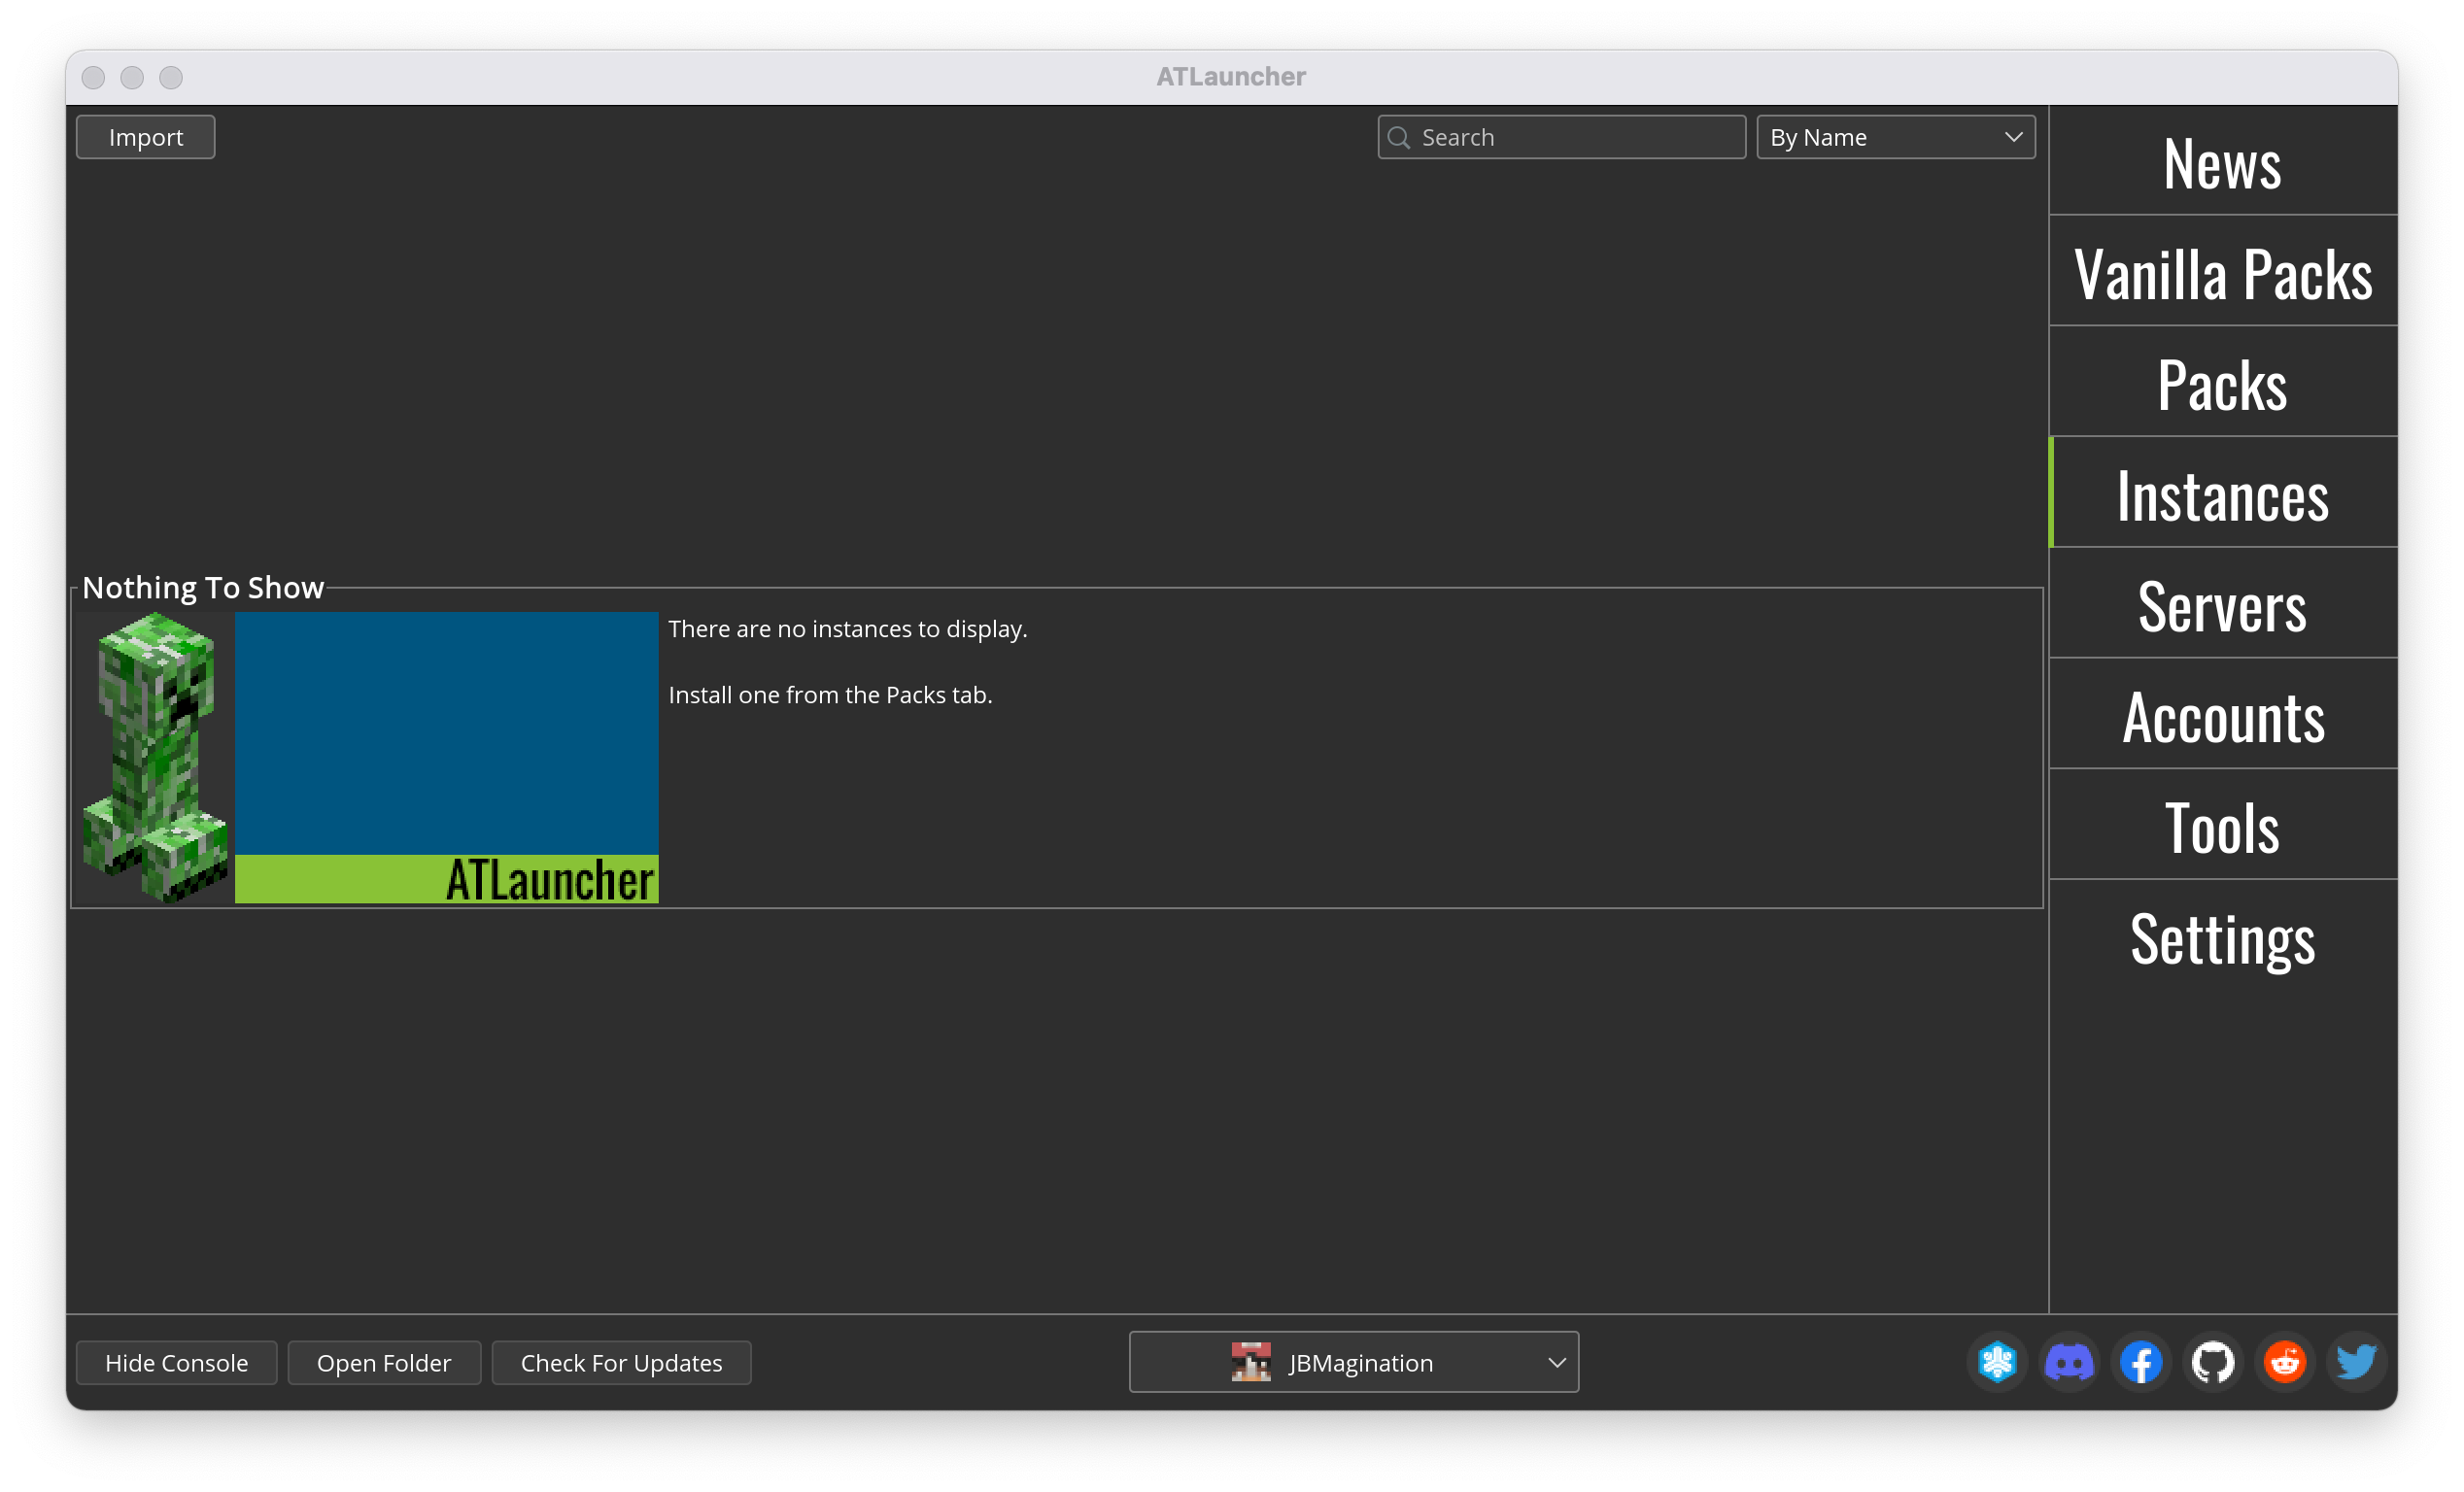 ATLauncher
Import
Search
By Name
News
Vanilla Packs
Packs
Instances
Servers
Accounts
Tools
Settings
Nothing To Show
There are no instances to display.
Install one from the Packs tab.
ATLauncher
Hide Console
Open Folder
Check For Updates
JBMagination